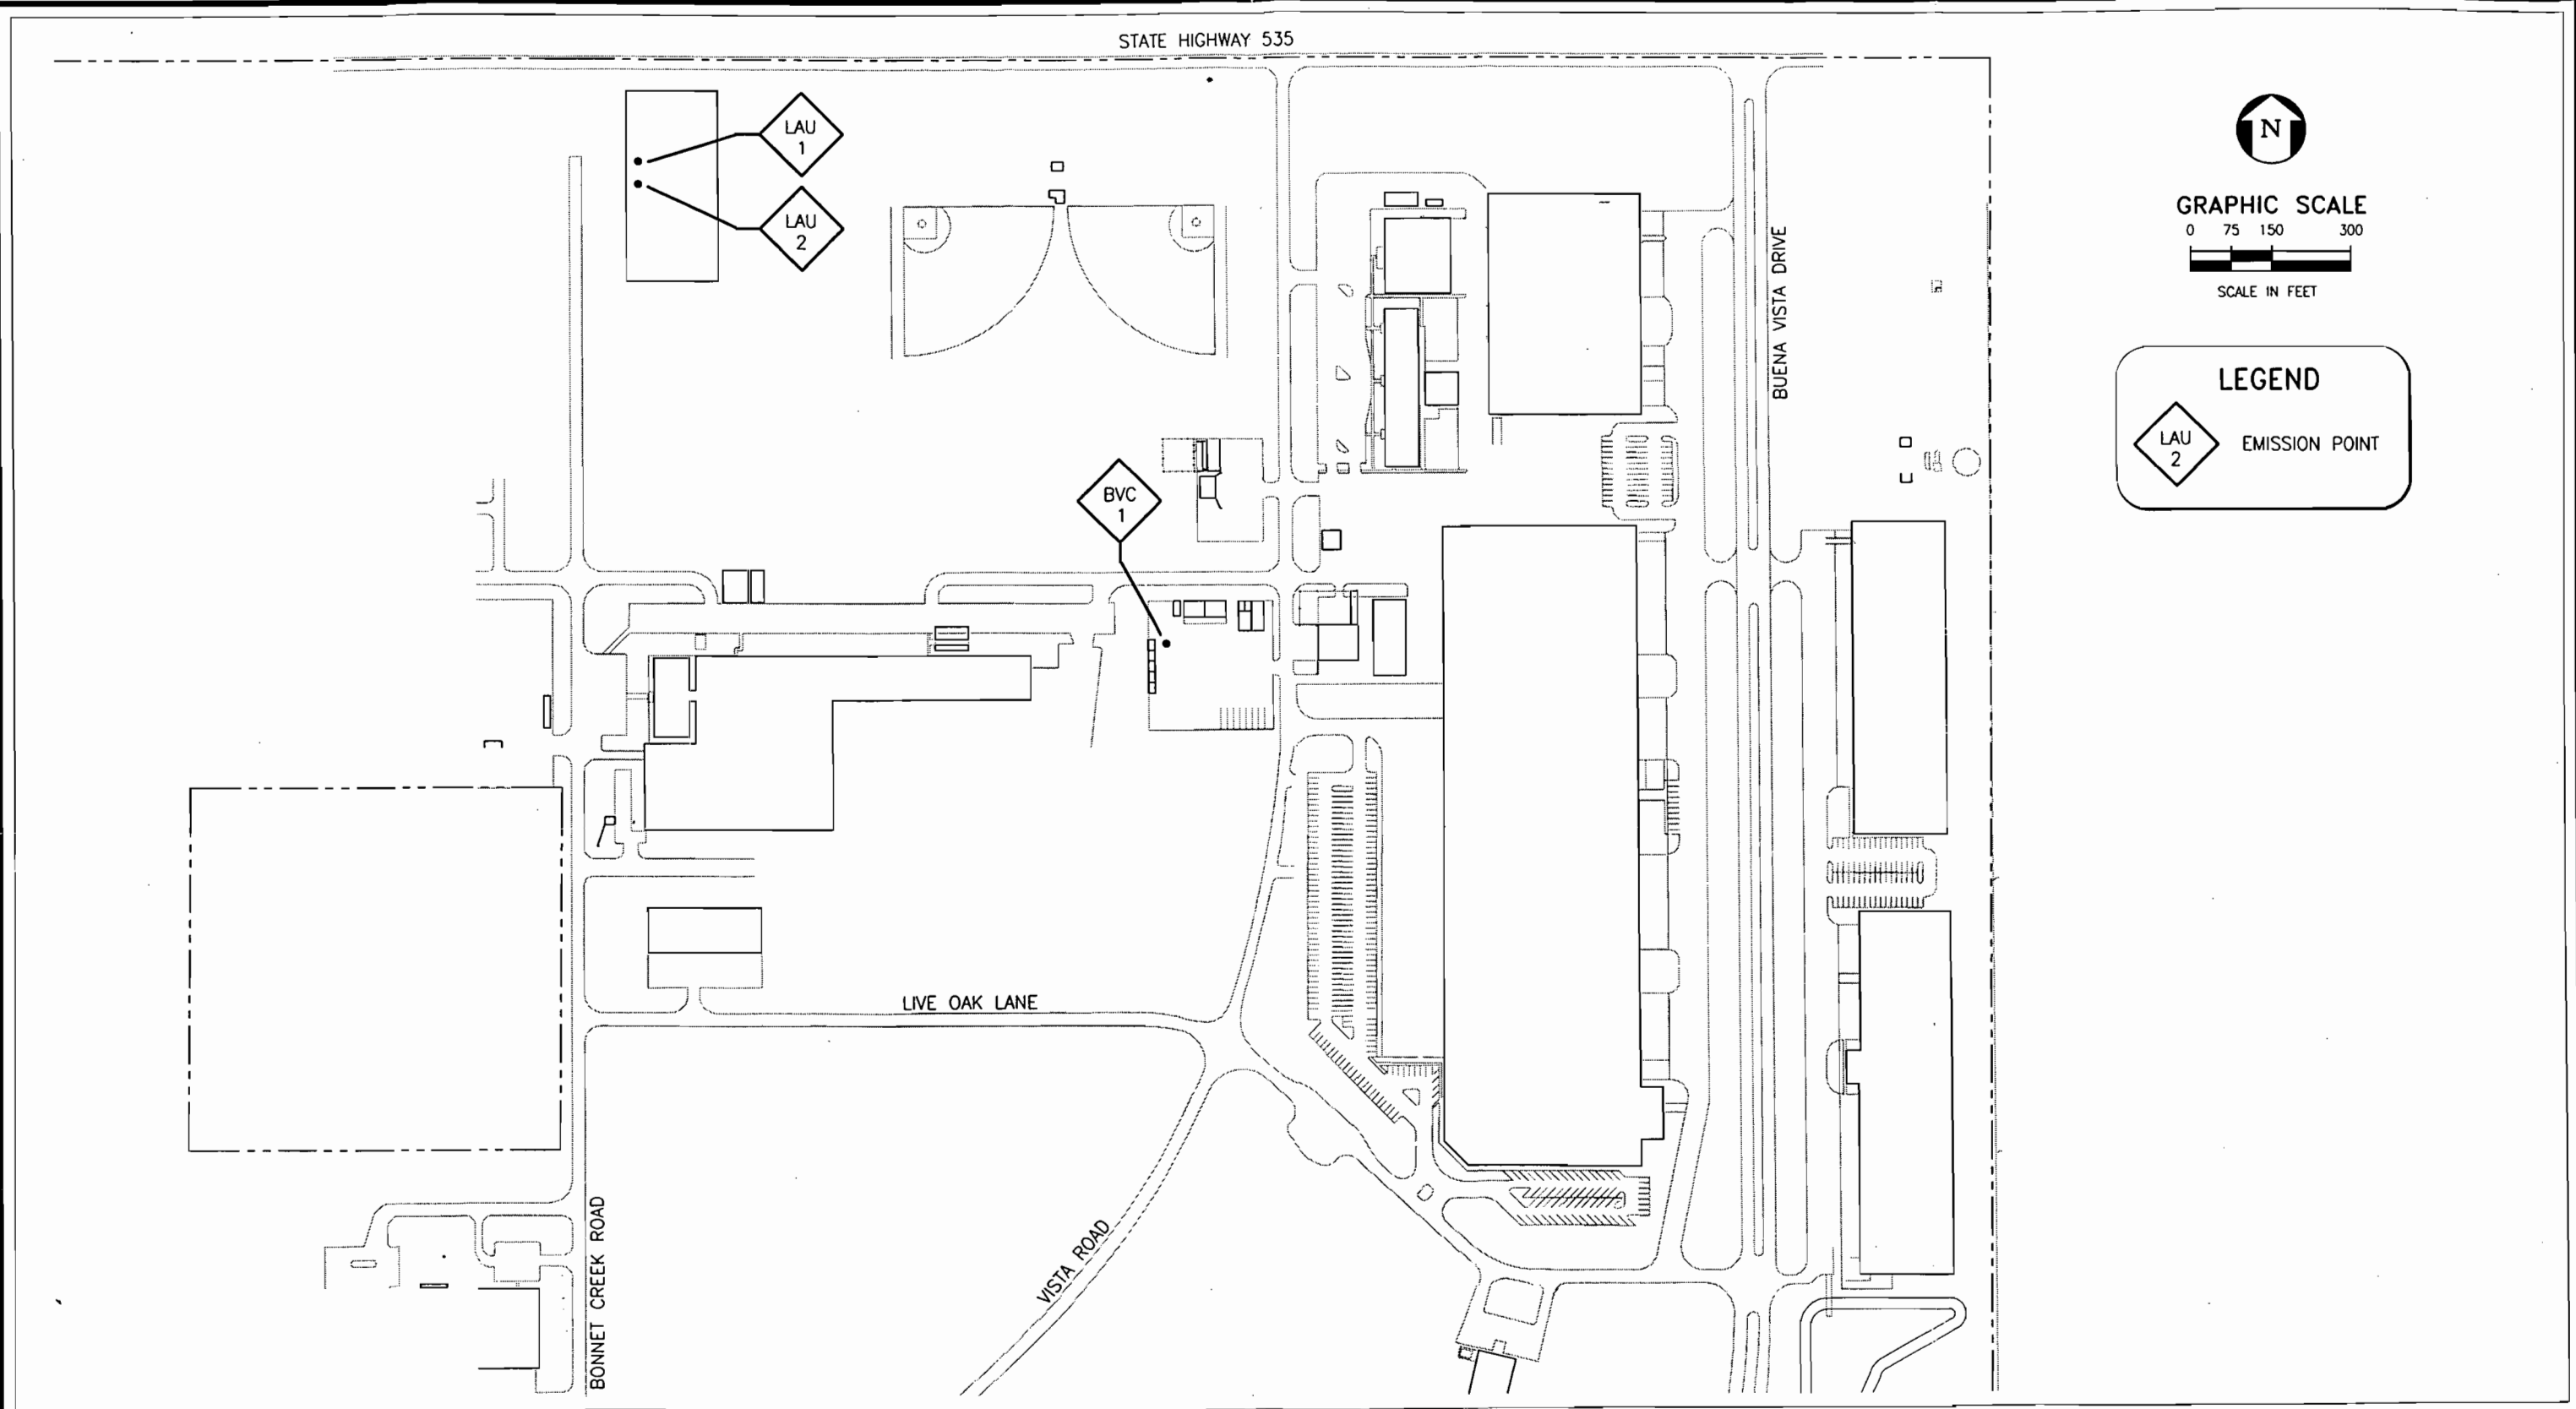 STATE HIGHWAY 535
LAU
1
LAU
2
N
GRAPHIC SCALE
0 75 150 300
SCALE IN FEET
BUENA VISTA DRIVE
LEGEND
LAU
2
EMISSION POINT
BVC
1
LIVE OAK LANE
BONNET CREEK ROAD
VISTA ROAD